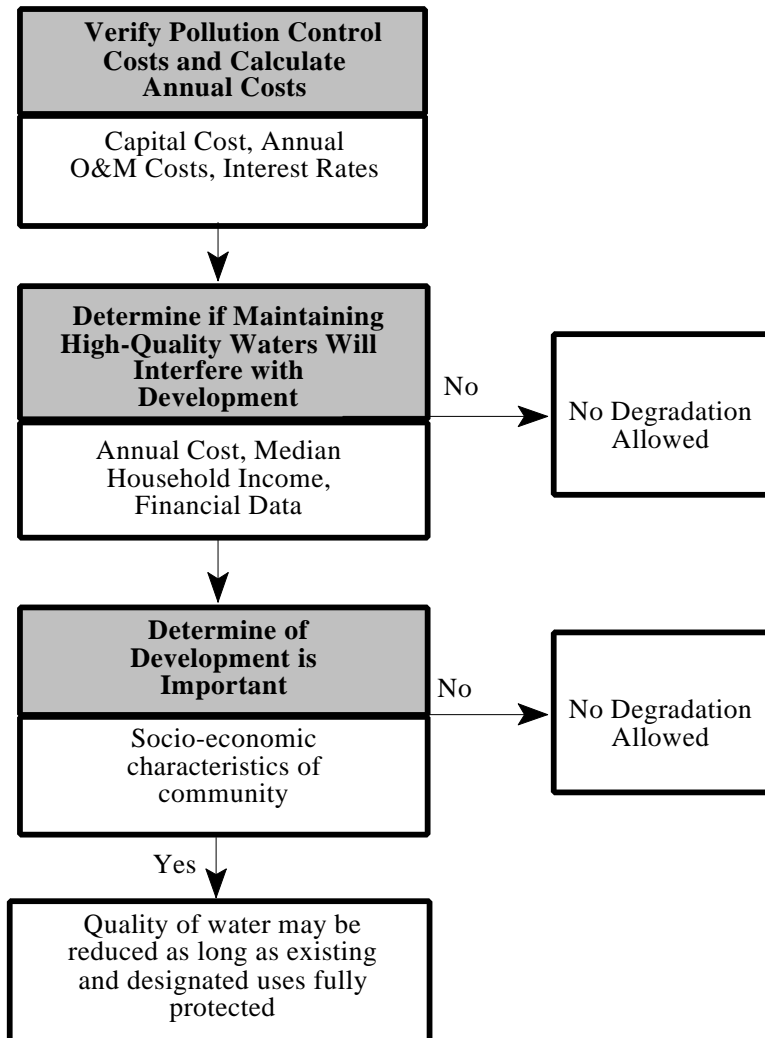 Verify Pollution Control
Costs and Calculate
Annual Costs
Capital Cost, Annual
O&M Costs, Interest Rates
Determine if Maintaining
High-Quality Waters Will
Interfere with
Development
No
No Degradation
Allowed
Annual Cost, Median
Household Income,
Financial Data
Determine of
Development is
Important
No
No Degradation
Allowed
Socio-economic
characteristics of
community
Yes
Quality of water may be
reduced as long as existing
and designated uses fully
protected